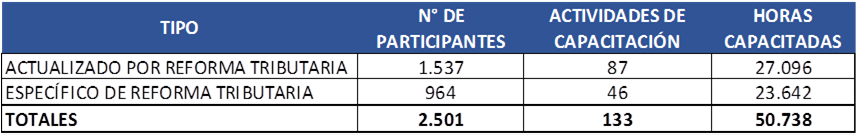 TIPO N° DE PARTICIPANTES ACTIVIDADES DE CAPACITACIÓN HORAS CAPACITADAS
ACTUALIZADO POR REFORMA TRIBUTARIA 1.537 87 27.096
ESPECÍFICO DE REFORMA TRIBUTARIA 964 46 23.642
TOTALES 2.501 133 50.738